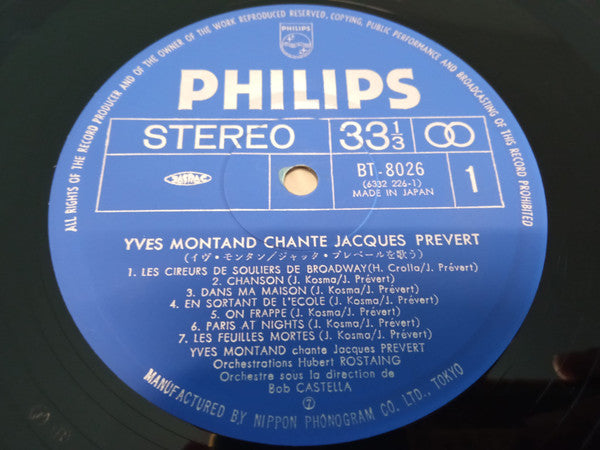 ALL RIGHTS OF THE RECORD PRODUCER AND OF THE OWNER OF THE WORK REPRODUCED RESERVED, COPYING, PUBLIC PERFORMANCE AND BROADCASTING OF THIS RECORD PROHIBITED
PHILIPS
PHILIPS
STEREO
33 1/3
JASRAC
BT-8026
(6332 226-1)
MADE IN JAPAN
1
YVES MONTAND CHANTE JACQUES PREVERT
(イヴ・モンタン/ジャック・プレベールを歌う)
1. LES CIREURS DE SOULIERS DE BROADWAY(H. Crolla/J. Prévert)
2. CHANSON(J. Kosma/J. Prévert)
3. DANS MA MAISON(J. Kosma/J. Prévert)
4. EN SORTANT DE L'ECOLE(J. Kosma/J. Prévert)
5. ON FRAPPE(J. Kosma/J. Prévert)
6. PARIS AT NIGHTS(J. Kosma/J. Prévert)
7. LES FEUILLES MORTES(J. Kosma/J. Prévert)
YVES MONTAND chante Jacques PREVERT
Orchestrations Hubert ROSTAING
Orchestre sous la direction de
Bob CASTELLA
⑦
MANUFACTURED BY NIPPON PHONOGRAM CO. LTD., TOKYO